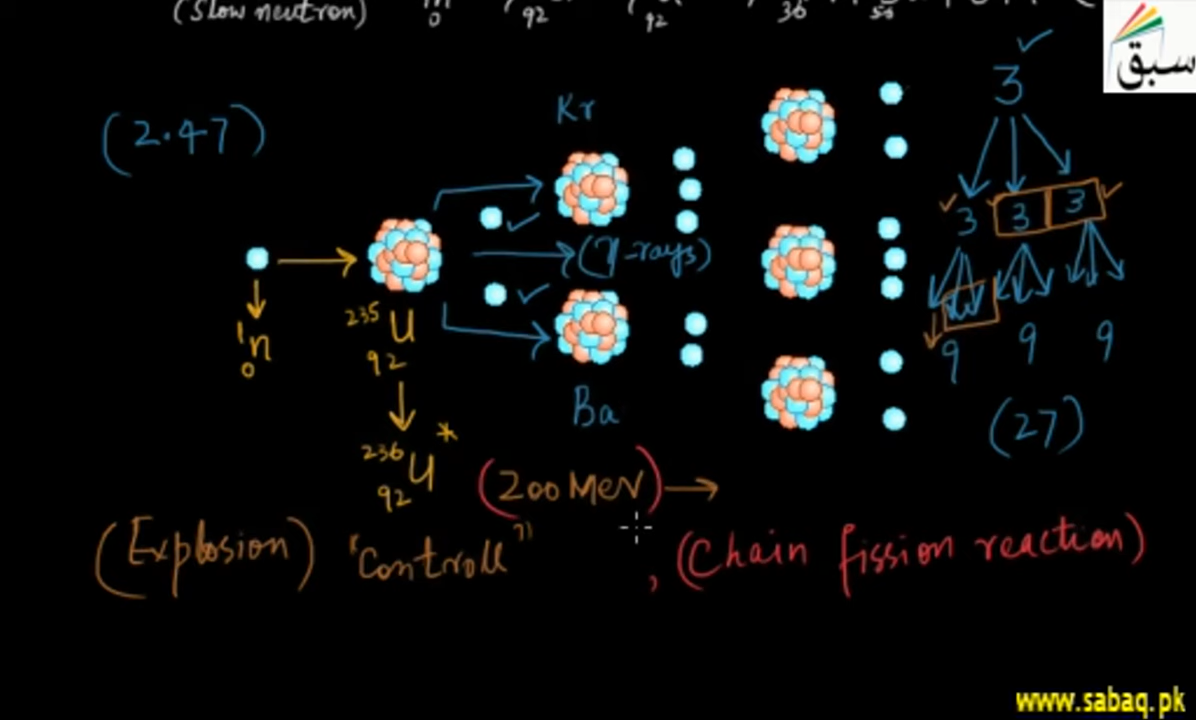 (Slow neutron)
سبق
3
Kr
(2.47)
3 3 3
(γ-rays)
1
0 n
235
92 U
9 9 9
Ba
(27)
236
92 U *
(200 MeV) →
(Explosion) "Controll" , (Chain fission reaction)
www.sabaq.pk